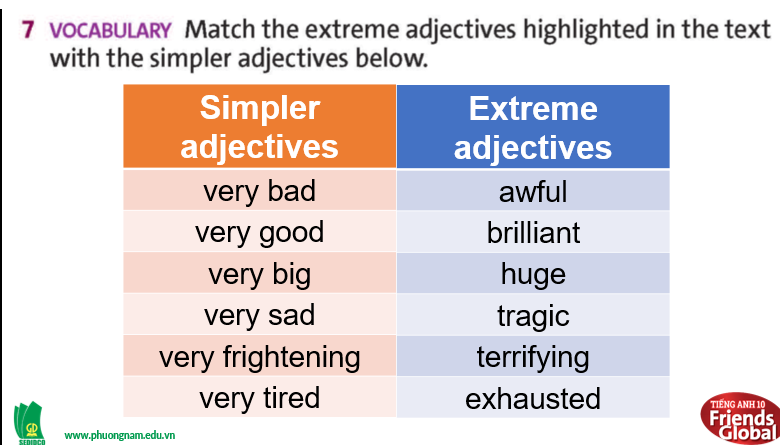 7 VOCABULARY Match the extreme adjectives highlighted in the text
with the simpler adjectives below.
Simpler adjectives
Extreme adjectives
very bad awful
very good brilliant
very big huge
very sad tragic
very frightening terrifying
very tired exhausted
GD
SEDIDCO
www.phuongnam.edu.vn
TIẾNG ANH 10
Friends
Global